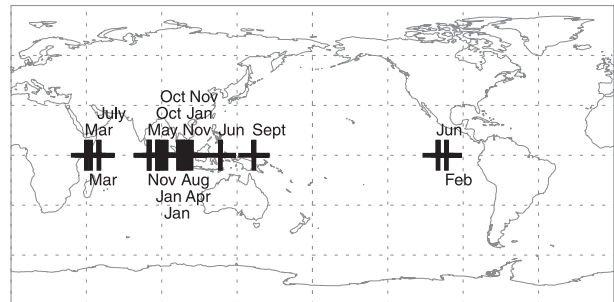 Oct Nov
July Oct Jan
Mar May Nov Jun Sept Jun
Mar Nov Aug Feb
Jan Apr
Jan